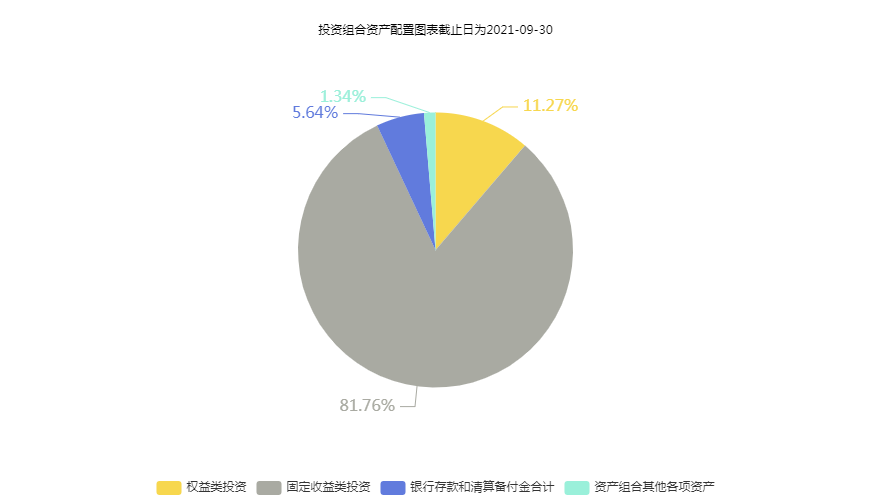 投资组合资产配置图表截止日为2021-09-30
1.34%
11.27%
5.64%
81.76%
权益类投资 固定收益类投资 银行存款和清算备付金合计 资产组合其他各项资产